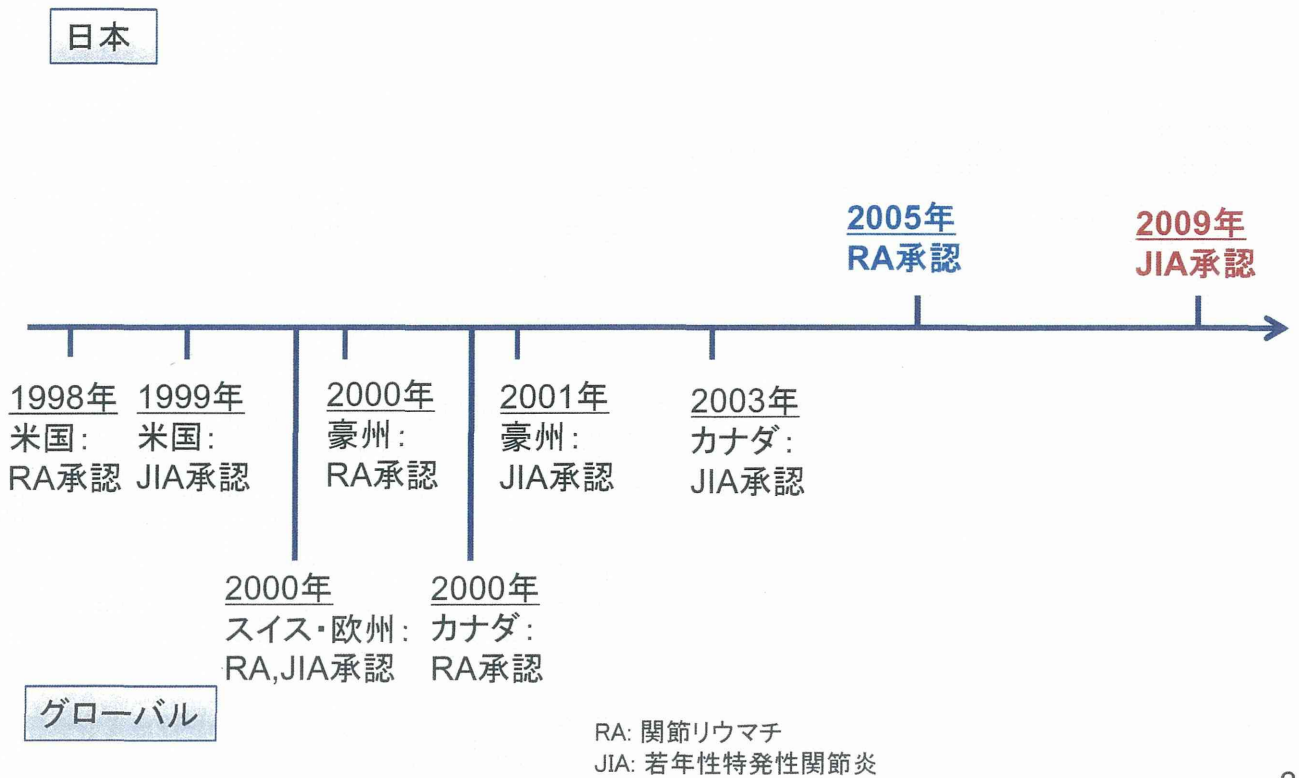 日本
2005年
RA承認
2009年
JIA承認
1998年
米国：
RA承認
1999年
米国：
JIA承認
2000年
豪州：
RA承認
2001年
豪州：
JIA承認
2003年
カナダ：
JIA承認
2000年
スイス・欧州：
RA,JIA承認
2000年
カナダ：
RA承認
グローバル
RA: 関節リウマチ
JIA: 若年性特発性関節炎